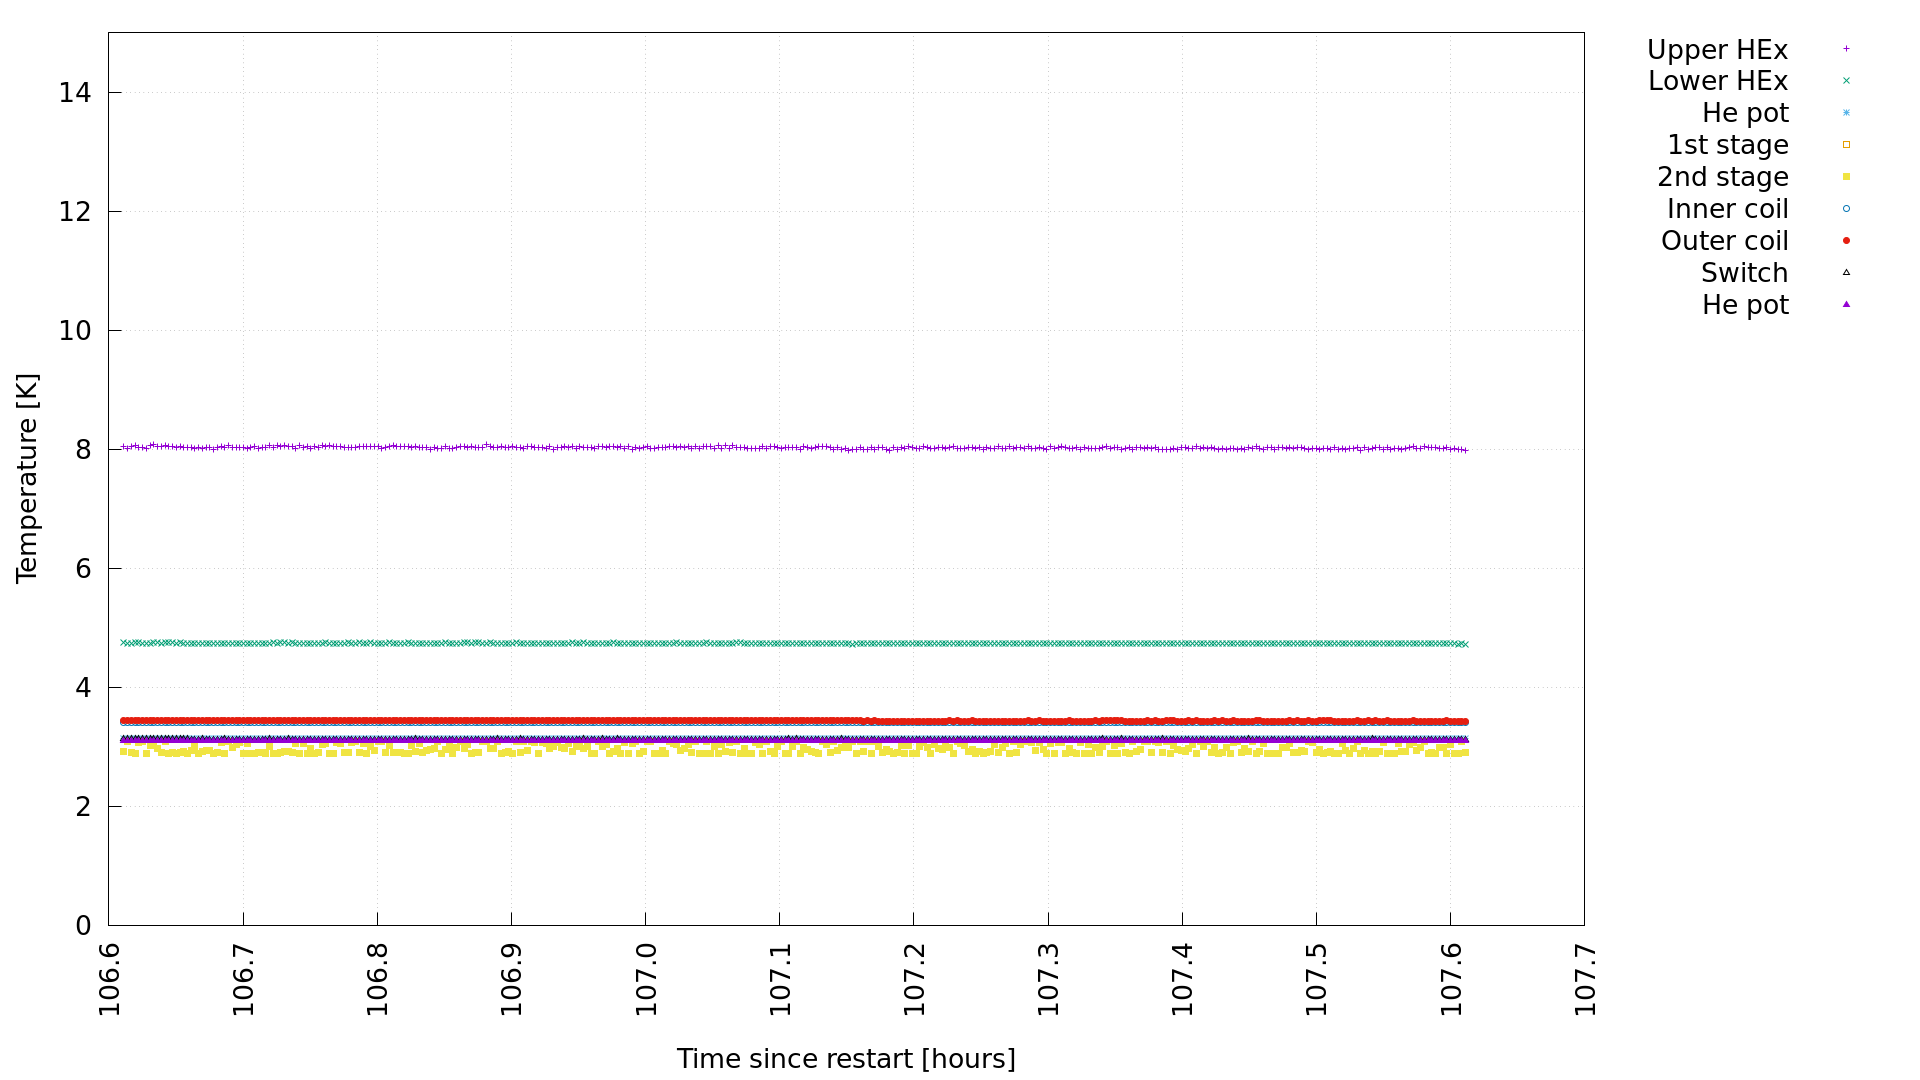 Upper HEx
Lower HEx
He pot
1st stage
2nd stage
Inner coil
Outer coil
Switch
He pot
14
12
10
8
6
4
2
0
Temperature [K]
106.6 106.7 106.8 106.9 107.0 107.1 107.2 107.3 107.4 107.5 107.6 107.7
Time since restart [hours]